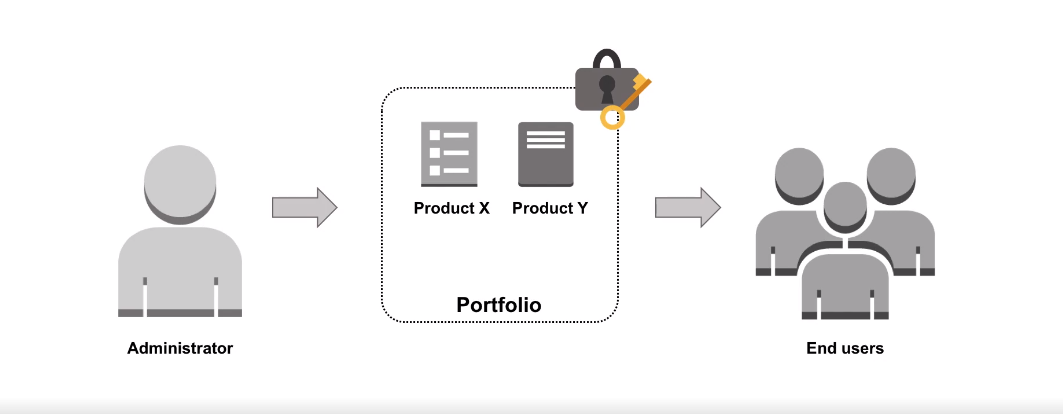 Product X
Product Y
Portfolio
Administrator
End users